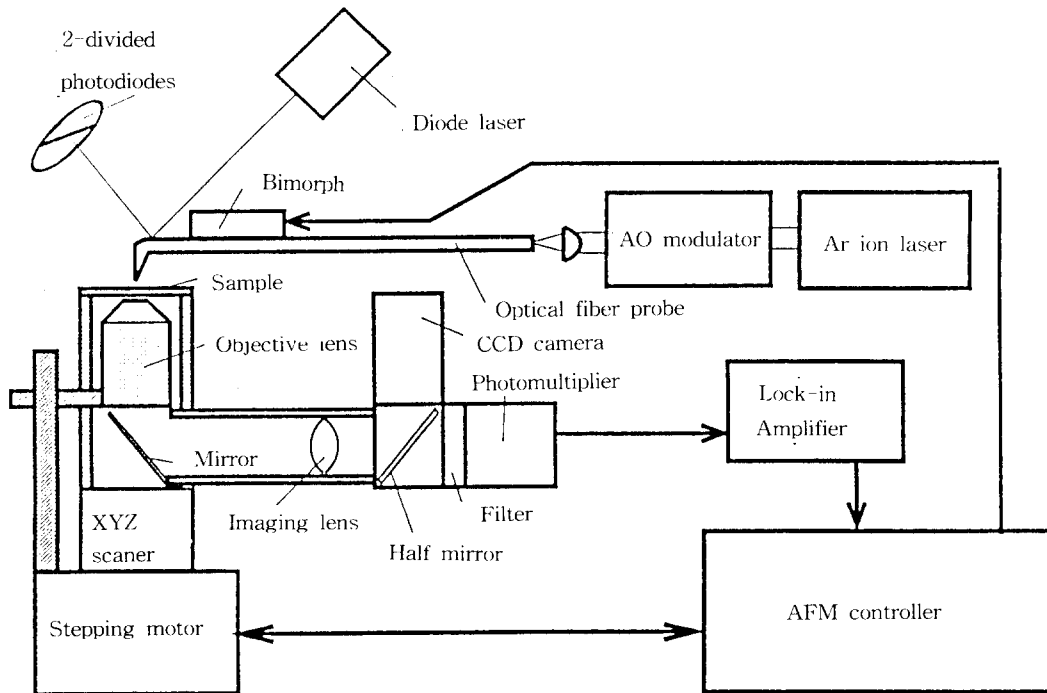 2-divided
photodiodes
Diode laser
Bimorph
AO modulator
Ar ion laser
Sample
Optical fiber probe
Objective lens
CCD camera
Photomultiplier
Lock-in
Amplifier
Mirror
Imaging lens
Filter
Half mirror
XYZ
scaner
Stepping motor
AFM controller